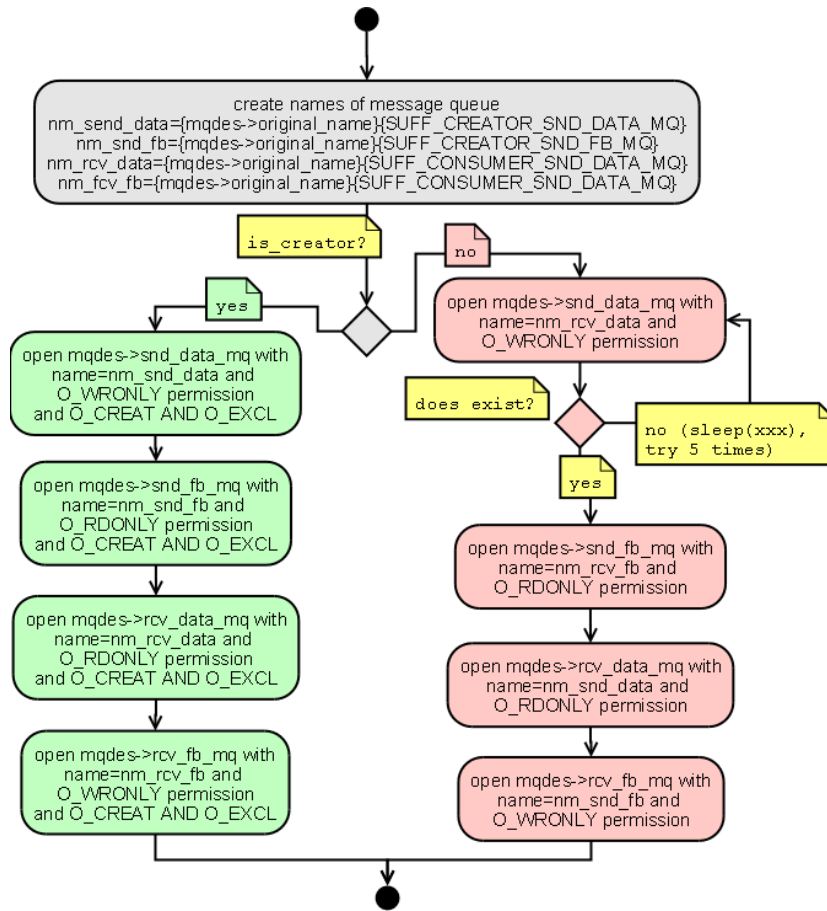 create names of message queue
nm_send_data={mqdes->original_name}{SUFF_CREATOR_SND_DATA_MQ}
nm_snd_fb={mqdes->original_name}{SUFF_CREATOR_SND_FB_MQ}
nm_rcv_data={mqdes->original_name}{SUFF_CONSUMER_SND_DATA_MQ}
nm_fcv_fb={mqdes->original_name}{SUFF_CONSUMER_SND_DATA_MQ}
is_creator?
yes
open mqdes->snd_data_mq with
name=nm_snd_data and
O_WRONLY permission
and O_CREAT AND O_EXCL
open mqdes->snd_fb_mq with
name=nm_snd_fb and
O_RDONLY permission
and O_CREAT AND O_EXCL
open mqdes->rcv_data_mq with
name=nm_rcv_data and
O_RDONLY permission
and O_CREAT AND O_EXCL
open mqdes->rcv_fb_mq with
name=nm_rcv_fb and
O_WRONLY permission
and O_CREAT AND O_EXCL
no
open mqdes->snd_data_mq with
name=nm_rcv_data and
O_WRONLY permission
does exist?
no (sleep(xxx),
try 5 times)
yes
open mqdes->snd_fb_mq with
name=nm_rcv_fb and
O_RDONLY permission
open mqdes->rcv_data_mq with
name=nm_snd_data and
O_RDONLY permission
open mqdes->rcv_fb_mq with
name=nm_snd_fb and
O_WRONLY permission